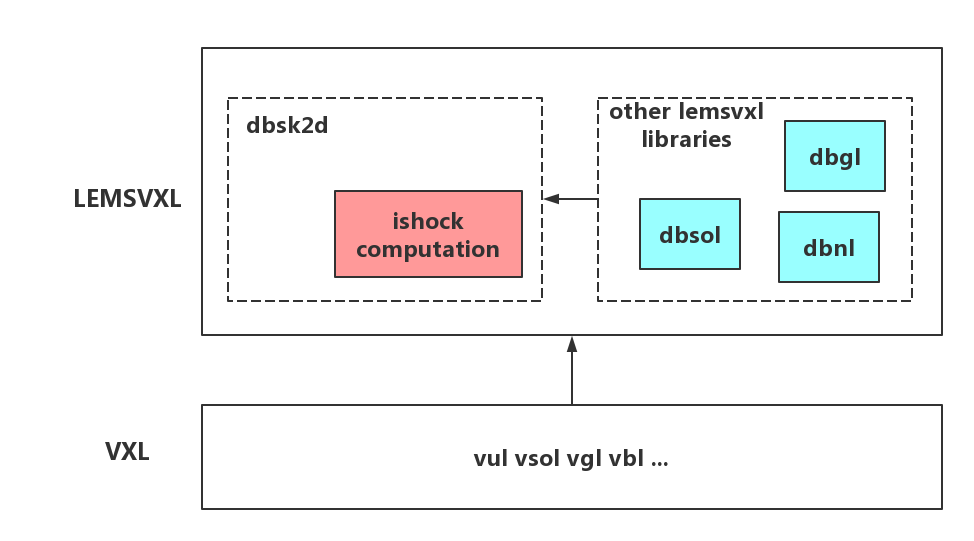 LEMSVXL
dbsk2d
ishock
computation
other lemsvxl
libraries
dbgl
dbsol
dbnl
VXL
vul vsol vgl vbl ...